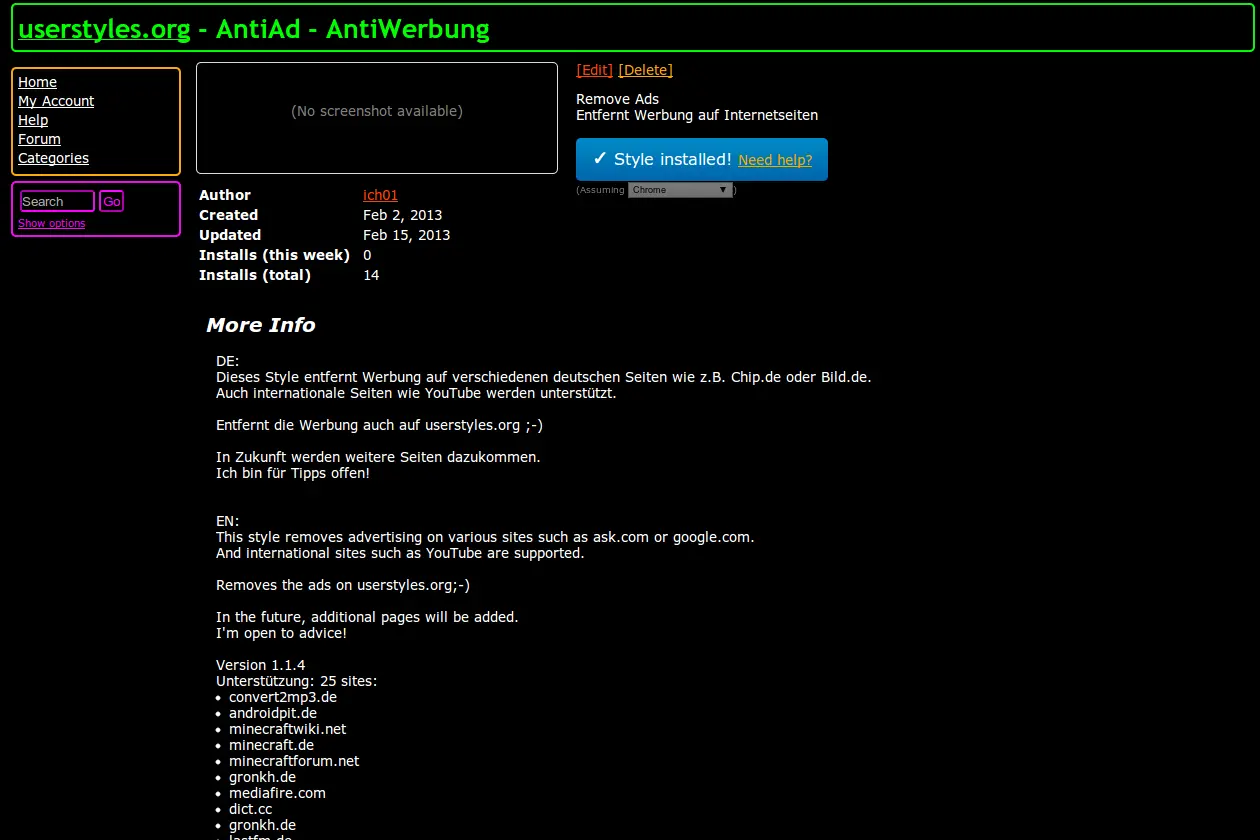 userstyles.org - AntiAd - AntiWerbung
Home
My Account
Help
Forum
Categories
Search Go
Show options
(No screenshot available)
Author ich01
Created Feb 2, 2013
Updated Feb 15, 2013
Installs (this week) 0
Installs (total) 14
[Edit] [Delete]
Remove Ads
Entfernt Werbung auf Internetseiten
✓ Style installed! Need help?
(Assuming Chrome ▼)
More Info
DE:
Dieses Style entfernt Werbung auf verschiedenen deutschen Seiten wie z.B. Chip.de oder Bild.de.
Auch internationale Seiten wie YouTube werden unterstützt.
Entfernt die Werbung auch auf userstyles.org ;-)
In Zukunft werden weitere Seiten dazukommen.
Ich bin für Tipps offen!
EN:
This style removes advertising on various sites such as ask.com or google.com.
And international sites such as YouTube are supported.
Removes the ads on userstyles.org;-)
In the future, additional pages will be added.
I'm open to advice!
Version 1.1.4
Unterstützung: 25 sites:
• convert2mp3.de
• androidpit.de
• minecraftwiki.net
• minecraft.de
• minecraftforum.net
• gronkh.de
• mediafire.com
• dict.cc
• gronkh.de